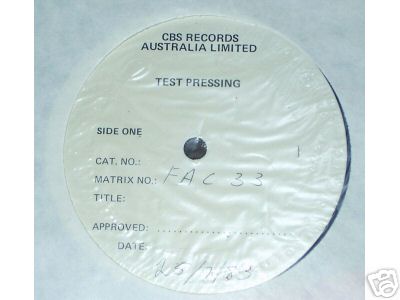 CBS RECORDS
AUSTRALIA LIMITED
TEST PRESSING
SIDE ONE
1
CAT. NO.:
MATRIX NO.: FAC 33
TITLE:
APPROVED: ........................
DATE: